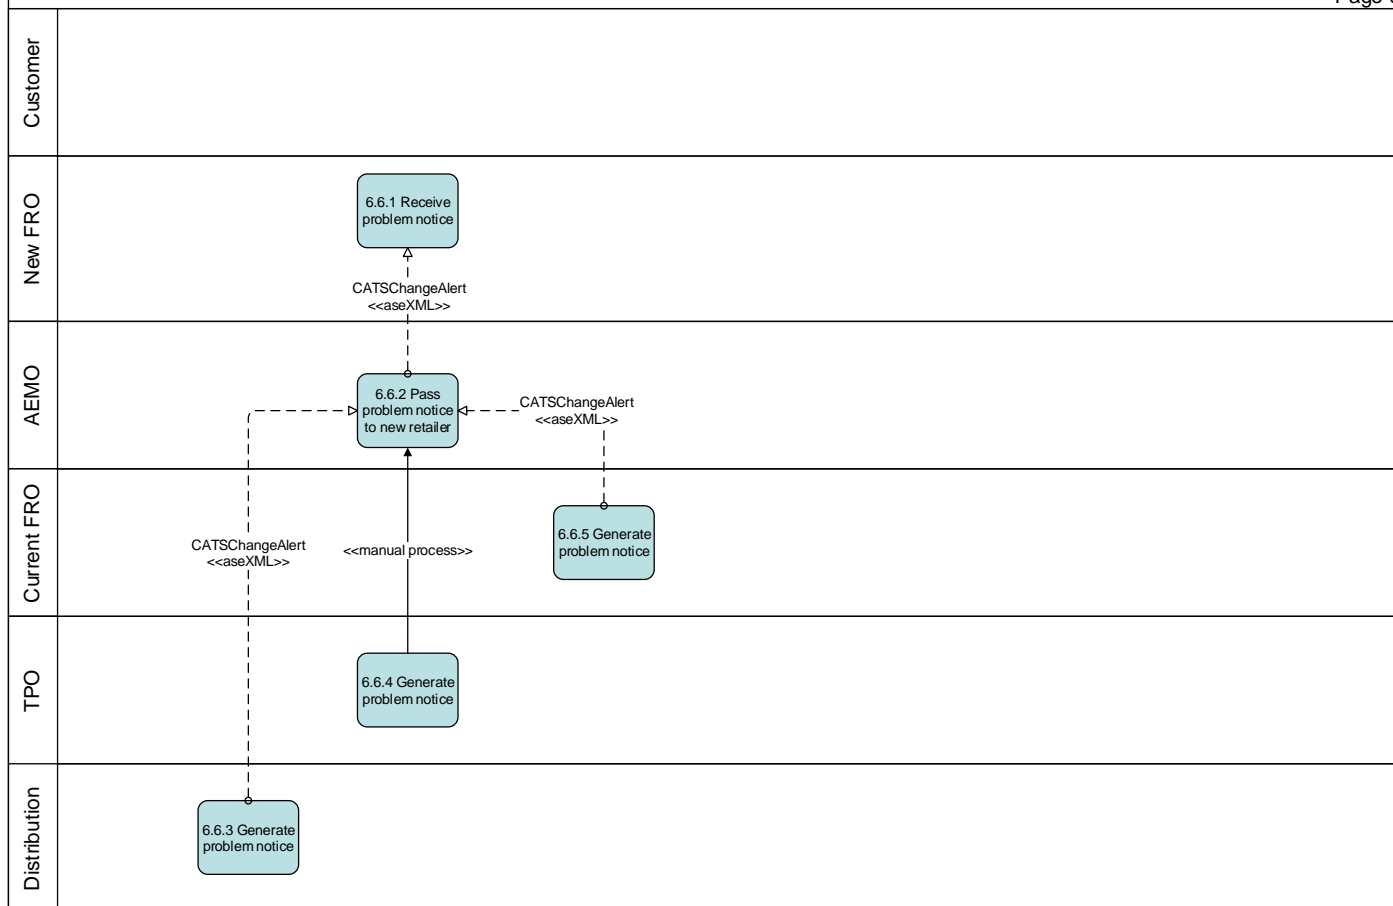 Customer
New FRO
6.6.1 Receive
problem notice
CATSChangeAlert
<<aseXML>>
AEMO
6.6.2 Pass
problem notice
to new retailer
CATSChangeAlert
<<aseXML>>
Current FRO
CATSChangeAlert
<<aseXML>>
<<manual process>>
6.6.5 Generate
problem notice
TPO
6.6.4 Generate
problem notice
Distribution
6.6.3 Generate
problem notice